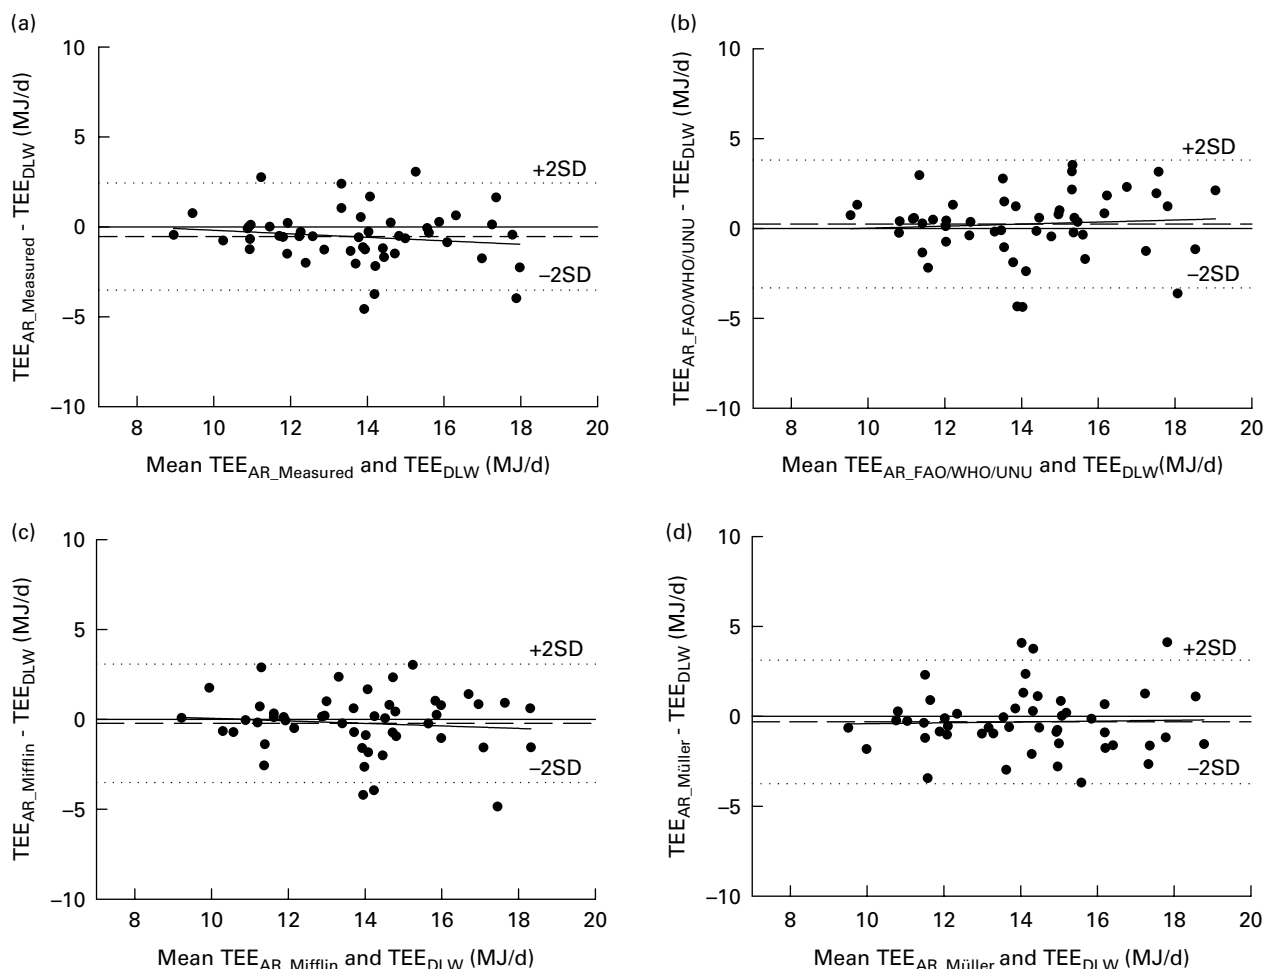 (a)
10
5
0
−5
−10
TEE_AR_Measured - TEE_DLW (MJ/d)
+2SD
−2SD
8 10 12 14 16 18 20
Mean TEE_AR_Measured and TEE_DLW (MJ/d)
(b)
10
5
0
−5
−10
TEE_AR_FAO/WHO/UNU - TEE_DLW (MJ/d)
+2SD
−2SD
8 10 12 14 16 18 20
Mean TEE_AR_FAO/WHO/UNU and TEE_DLW(MJ/d)
(c)
10
5
0
−5
−10
TEE_AR_Mifflin - TEE_DLW (MJ/d)
+2SD
−2SD
8 10 12 14 16 18 20
Mean TEE_AR_Mifflin and TEE_DLW (MJ/d)
(d)
10
5
0
−5
−10
TEE_AR_Müller - TEE_DLW (MJ/d)
+2SD
−2SD
8 10 12 14 16 18 20
Mean TEE_AR_Müller and TEE_DLW (MJ/d)